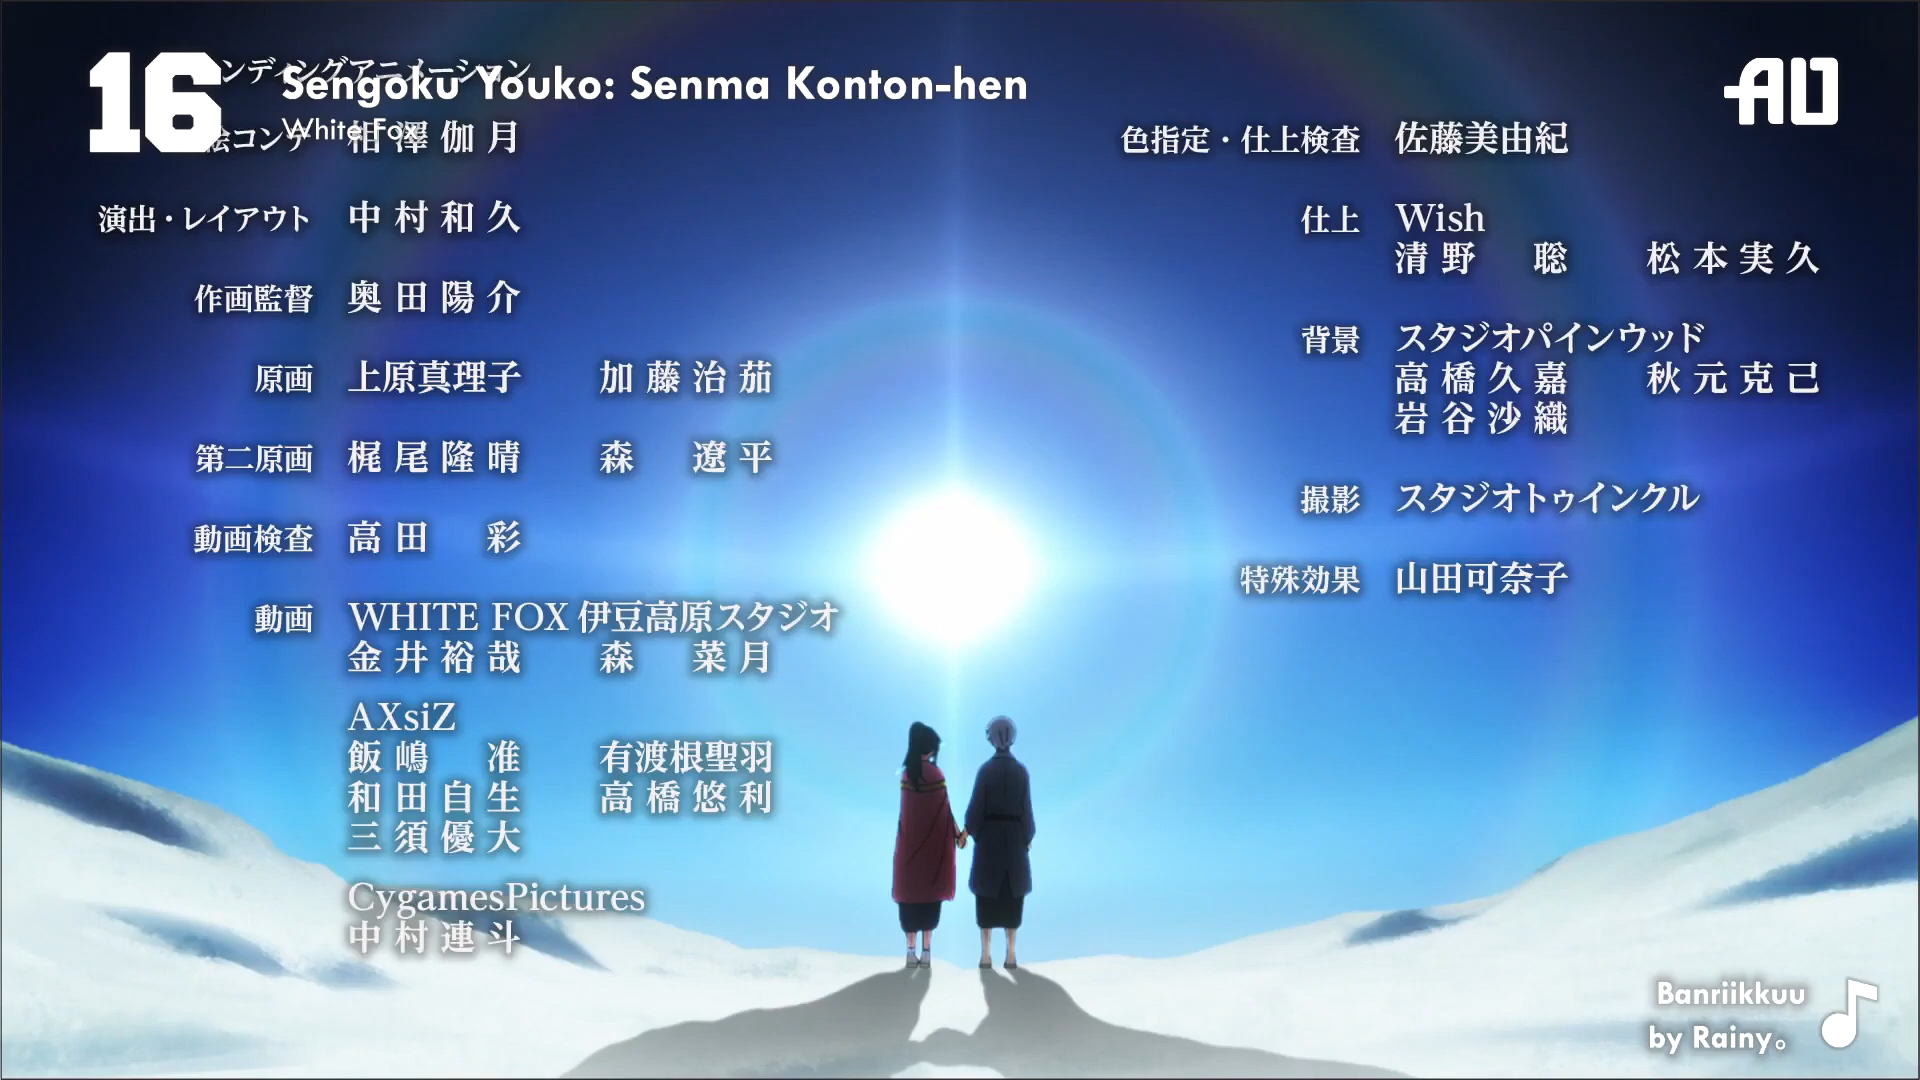 16
Sengoku Youko: Senma Konton-hen
White Fox
AU
ンディングアニメーション
絵コンテ 相澤伽月
演出・レイアウト 中村和久
作画監督 奥田陽介
原画 上原真理子 加藤治茄
第二原画 梶尾隆晴 森 遼平
動画検査 高田 彩
動画 WHITE FOX 伊豆高原スタジオ
金井裕哉 森 菜月
AXsiZ
飯嶋 准 有渡根聖羽
和田自生 高橋悠利
三須優大
CygamesPictures
中村連斗
色指定・仕上検査 佐藤美由紀
仕上 Wish
清野 聡 松本実久
背景 スタジオパインウッド
高橋久嘉 秋元克己
岩谷沙織
撮影 スタジオトゥインクル
特殊効果 山田可奈子
Banriikkuu
by Rainy。